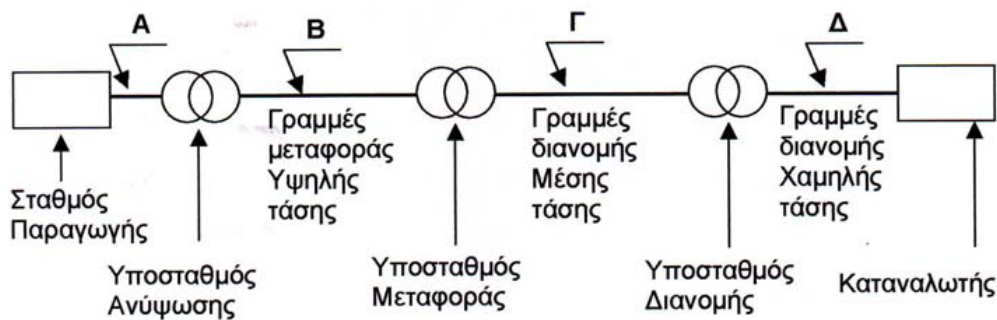 Α
Β
Γ
Δ
Γραμμές
μεταφοράς
Υψηλής
τάσης
Γραμμές
διανομής
Μέσης
τάσης
Γραμμές
διανομής
Χαμηλής
τάσης
Σταθμός
Παραγωγής
Υποσταθμός
Ανύψωσης
Υποσταθμός
Μεταφοράς
Υποσταθμός
Διανομής
Καταναλωτής